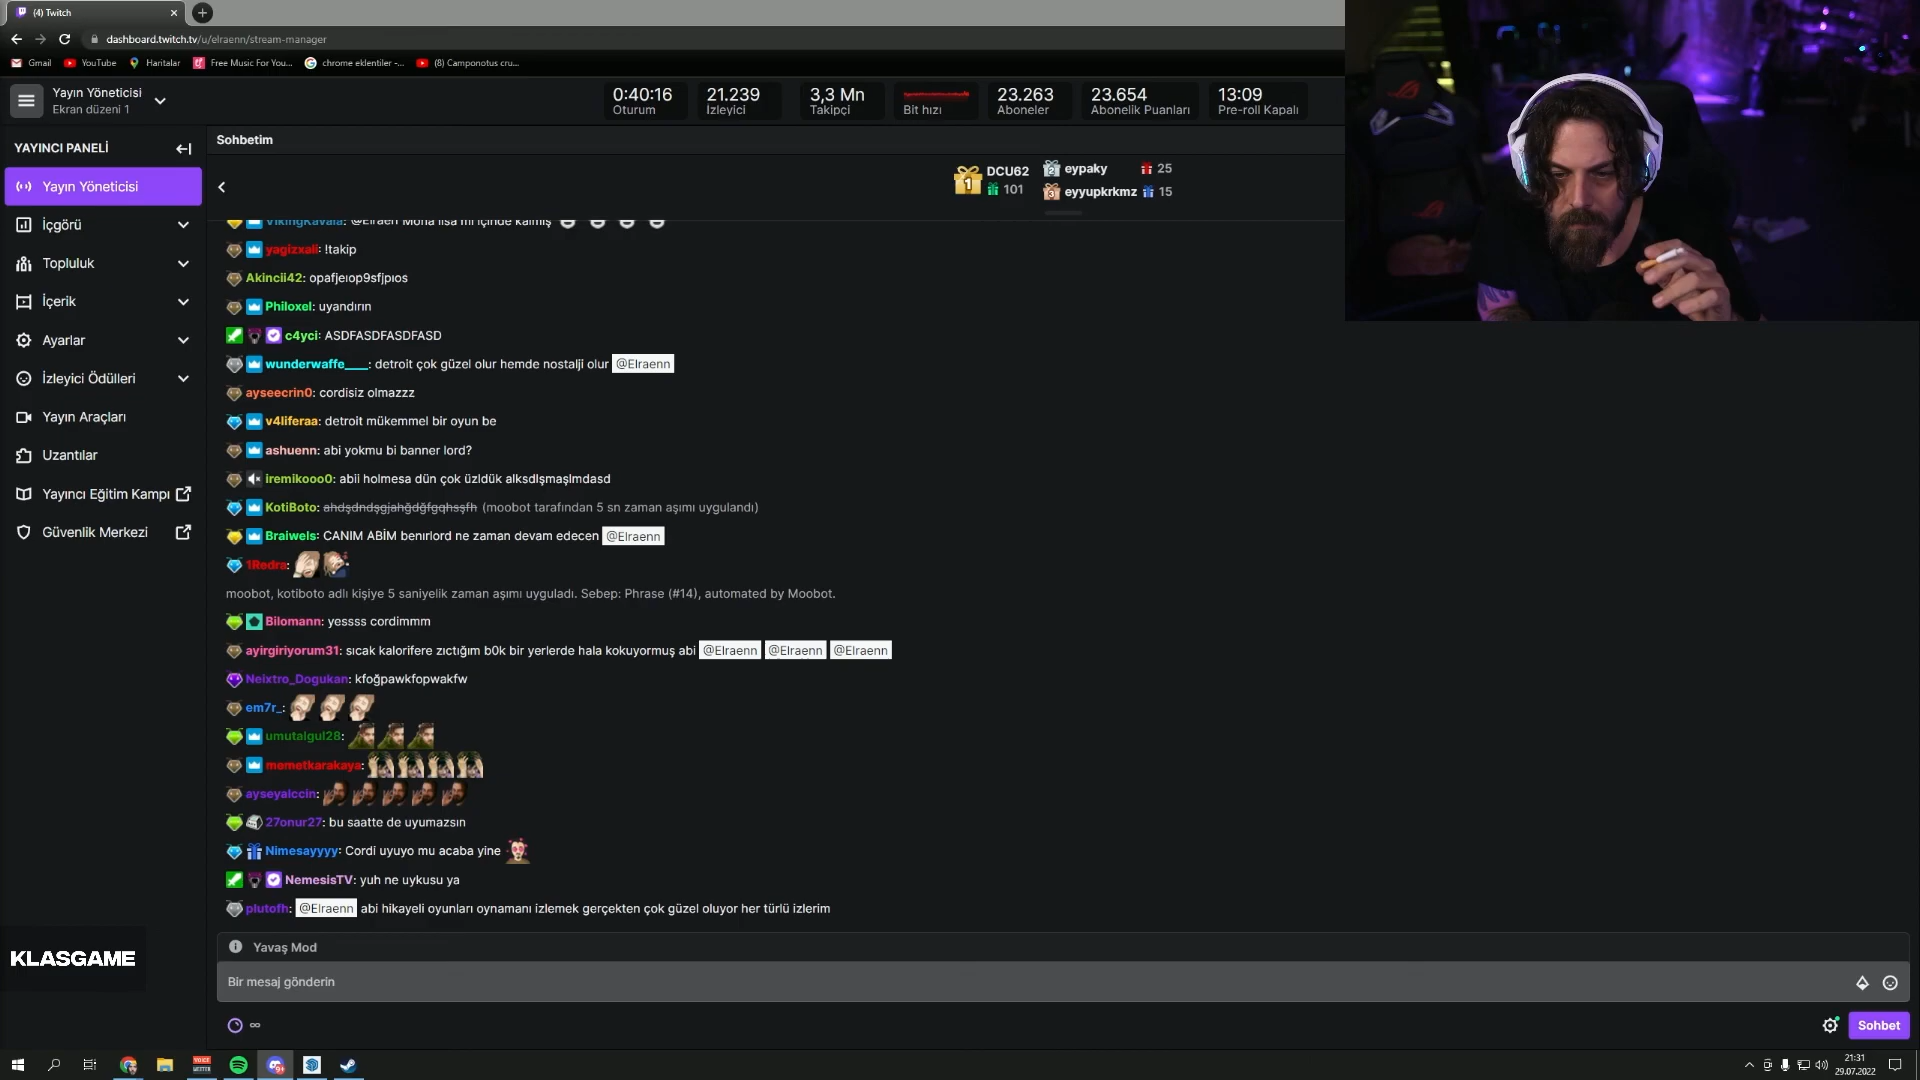 (4) Twitch
dashboard.twitch.tv/u/elraenn/stream-manager
Gmail
YouTube
Haritalar
Free Music For You...
chrome eklentiler -...
(8) Camponotus cru...
Yayın Yöneticisi
Ekran düzeni 1
0:40:16
Oturum
21.239
İzleyici
3,3 Mn
Takipçi
Bit hızı
23.263
Aboneler
23.654
Abonelik Puanları
13:09
Pre-roll Kapalı
YAYINCI PANELİ
Yayın Yöneticisi
İçgörü
Topluluk
İçerik
Ayarlar
İzleyici Ödülleri
Yayın Araçları
Uzantılar
Yayıncı Eğitim Kampı
Güvenlik Merkezi
KLASGAME
Sohbetim
1 DCU62
101
2 eypaky 25
3 eyyupkrkmz 15
VikingKavala: @Elraen Mona lisa mı içinde kalmış
yagizxali: !takip
Akincii42: opafjeıop9sfjpıos
Philoxel: uyandırın
c4yci: ASDFASDFASDFASD
wunderwaffe____: detroit çok güzel olur hemde nostalji olur @Elraenn
ayseecrin0: cordisiz olmazzz
v4liferaa: detroit mükemmel bir oyun be
ashuenn: abi yokmu bi banner lord?
iremikooo0: abii holmesa dün çok üzldük alksdlşmaşlmdasd
KotiBoto: (moobot tarafından 5 sn zaman aşımı uygulandı)
Braiwels: CANIM ABİM benırlord ne zaman devam edecen @Elraenn
1Redra:
moobot, kotiboto adlı kişiye 5 saniyelik zaman aşımı uyguladı. Sebep: Phrase (#14), automated by Moobot.
Bilomann: yessss cordimmm
ayirgiriyorum31: sıcak kalorifere zıctığım b0k bir yerlerde hala kokuyormuş abi @Elraenn @Elraenn @Elraenn
Neixtro_Dogukan: kfoğpawkfopwakfw
em7r_:
umutalgul28:
memetkarakaya:
ayseyalccin:
27onur27: bu saatte de uyumazsın
Nimesayyyy: Cordi uyuyo mu acaba yine
NemesisTV: yuh ne uykusu ya
plutofh: @Elraenn abi hikayeli oyunları oynamanı izlemek gerçekten çok güzel oluyor her türlü izlerim
Yavaş Mod
Bir mesaj gönderin
∞
Sohbet
21:31
29.07.2022